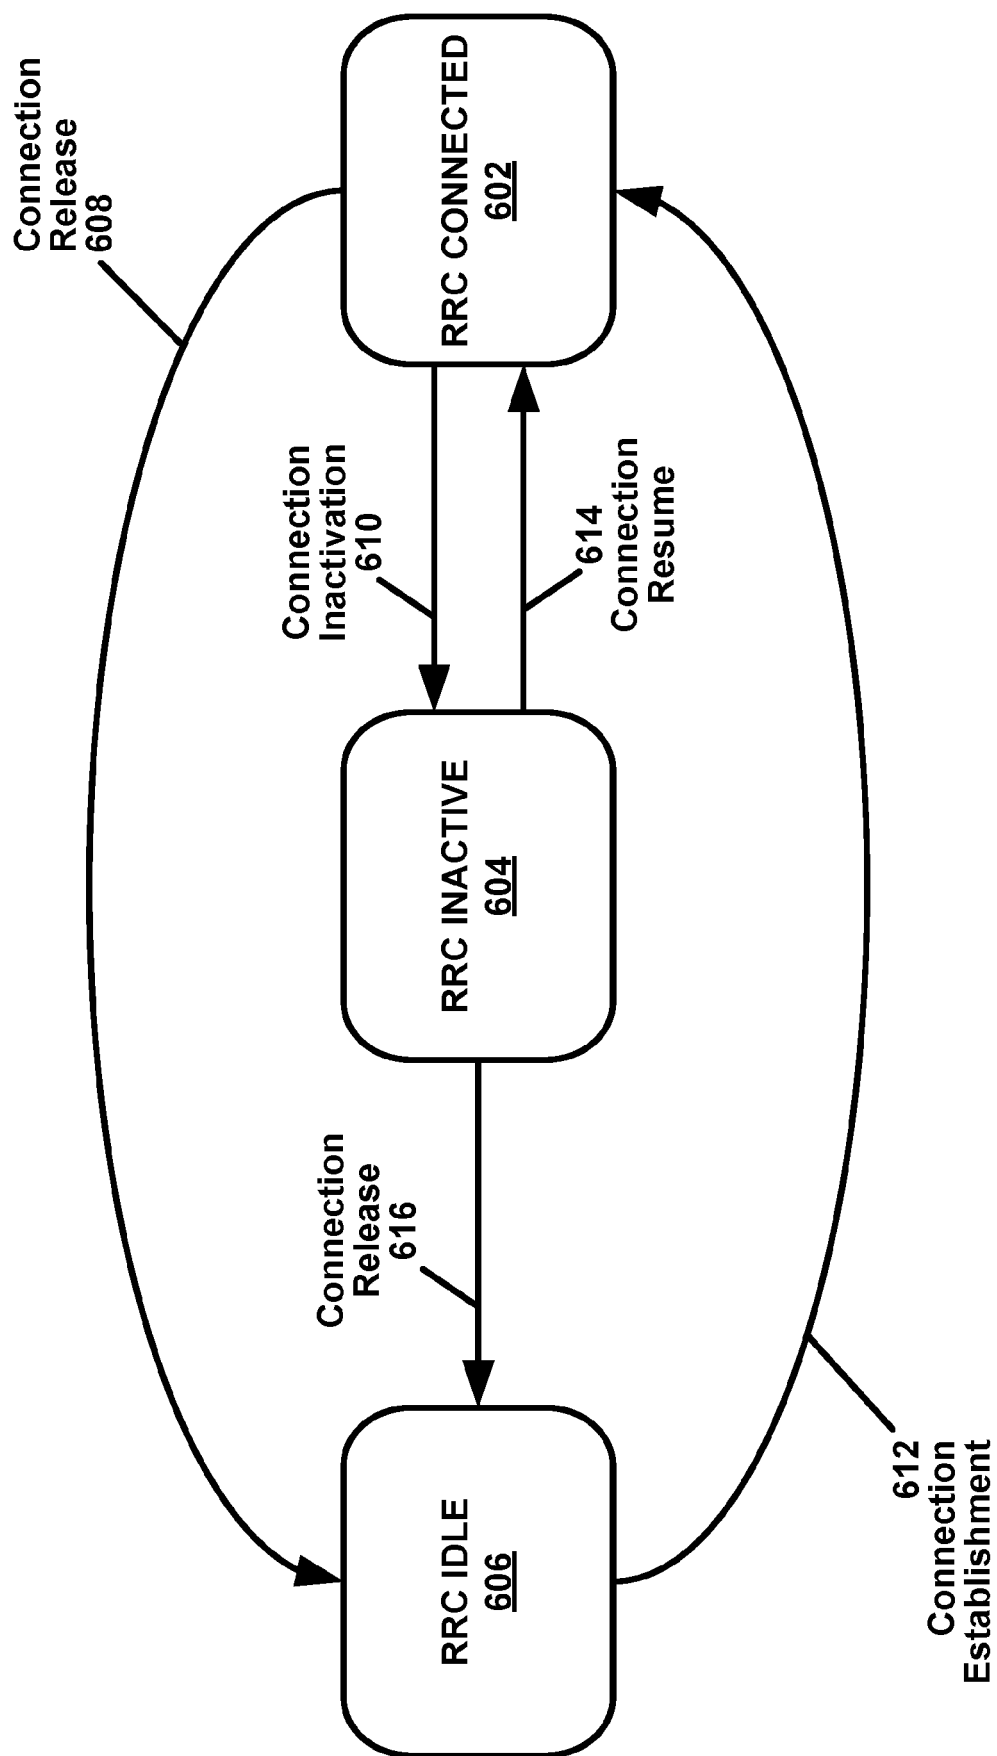 Connection
Release
608
RRC CONNECTED
602
Connection
Inactivation
610
614
Connection
Resume
RRC INACTIVE
604
Connection
Release
616
RRC IDLE
606
612
Connection
Establishment